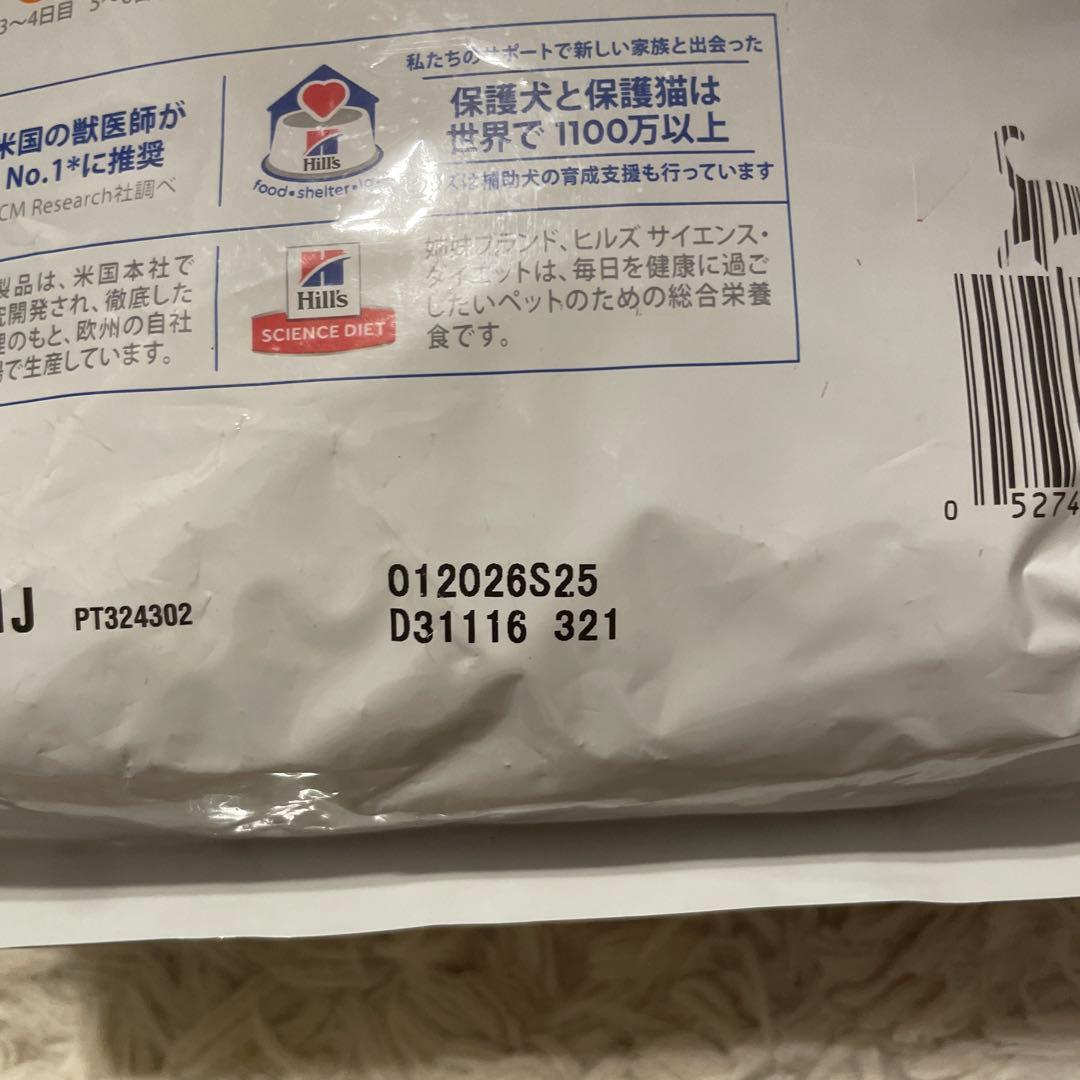 3～4日目
米国の獣医師が
No.1*に推奨
CM Research社調べ
Hill's
food・shelter・
私たちのサポートで新しい家族と出会った
保護犬と保護猫は
世界で 1100万以上
ズは補助犬の育成支援も行っています
製品は、米国本社で
究開発され、徹底した
理のもと、欧州の自社
場で生産しています。
Hill's
SCIENCE DIET
姉妹ブランド、ヒルズ サイエンス・
ダイエットは、毎日を健康に過ご
したいペットのための総合栄養
食です。
0 5274
J PT324302
012026S25
D31116 321